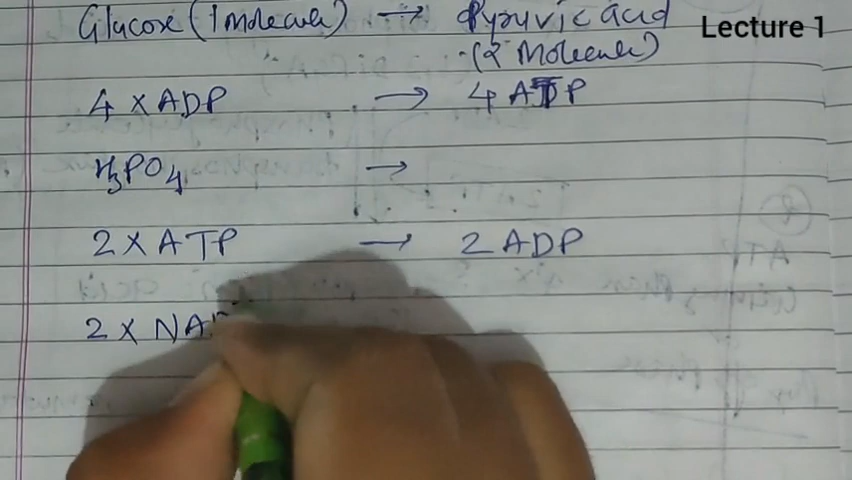 Glucose (1 Molecule) → Pyruvic acid
Lecture 1
(2 Molecule)
4 x ADP → 4 ATP
H3PO4 →
2 x ATP → 2 ADP
2 x NAD